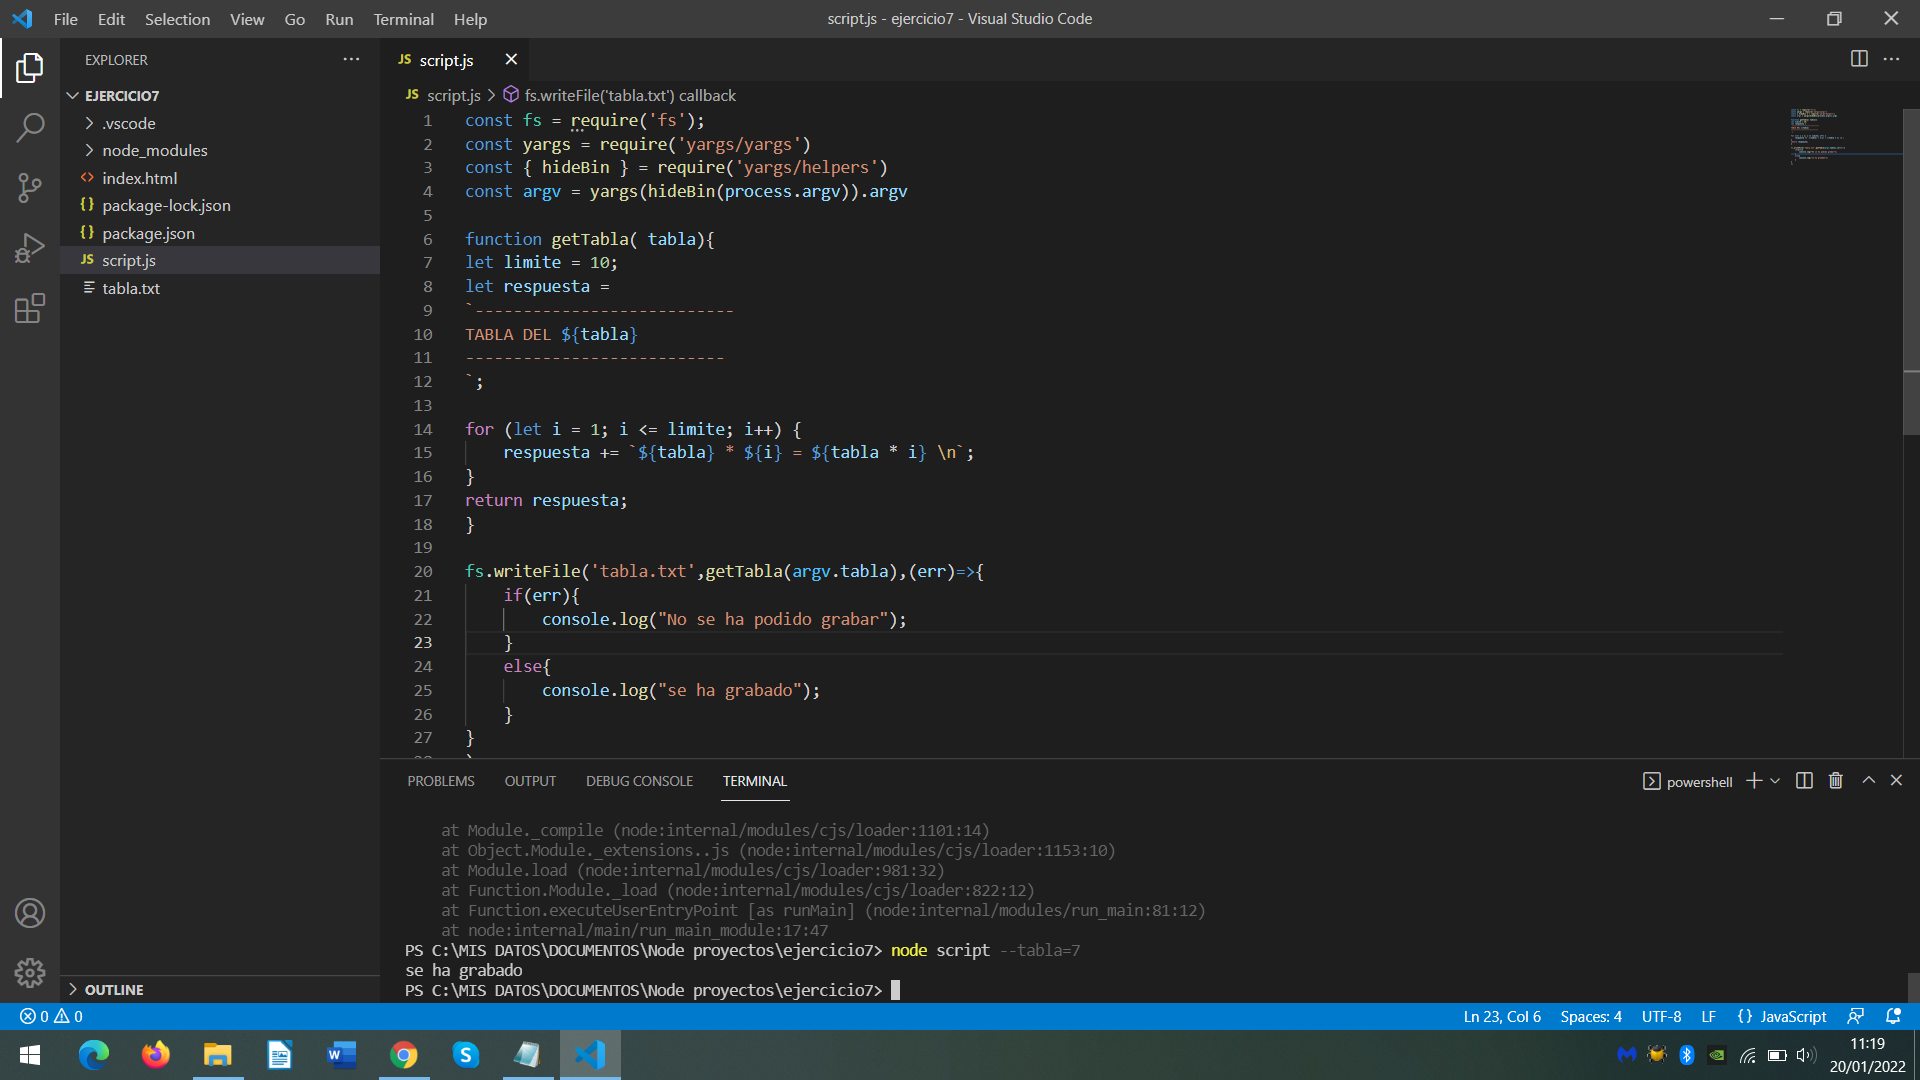 File Edit Selection View Go Run Terminal Help
script.js - ejercicio7 - Visual Studio Code
EXPLORER
EJERCICIO7
.vscode
node_modules
index.html
package-lock.json
package.json
script.js
tabla.txt
OUTLINE
JS script.js
JS script.js > fs.writeFile('tabla.txt') callback
1 const fs = require('fs');
2 const yargs = require('yargs/yargs')
3 const { hideBin } = require('yargs/helpers')
4 const argv = yargs(hideBin(process.argv)).argv
5
6 function getTabla( tabla){
7 let limite = 10;
8 let respuesta =
9 `---------------------------
10 TABLA DEL ${tabla}
11 ---------------------------
12 `;
13
14 for (let i = 1; i <= limite; i++) {
15 respuesta += `${tabla} * ${i} = ${tabla * i} \n`;
16 }
17 return respuesta;
18 }
19
20 fs.writeFile('tabla.txt',getTabla(argv.tabla),(err)=>{
21 if(err){
22 console.log("No se ha podido grabar");
23 }
24 else{
25 console.log("se ha grabado");
26 }
27 }
PROBLEMS OUTPUT DEBUG CONSOLE TERMINAL
powershell
at Module._compile (node:internal/modules/cjs/loader:1101:14)
at Object.Module._extensions..js (node:internal/modules/cjs/loader:1153:10)
at Module.load (node:internal/modules/cjs/loader:981:32)
at Function.Module._load (node:internal/modules/cjs/loader:822:12)
at Function.executeUserEntryPoint [as runMain] (node:internal/modules/run_main:81:12)
at node:internal/main/run_main_module:17:47
PS C:\MIS DATOS\DOCUMENTOS\Node proyectos\ejercicio7> node script --tabla=7
se ha grabado
PS C:\MIS DATOS\DOCUMENTOS\Node proyectos\ejercicio7>
0 0
Ln 23, Col 6 Spaces: 4 UTF-8 LF {} JavaScript
11:19
20/01/2022